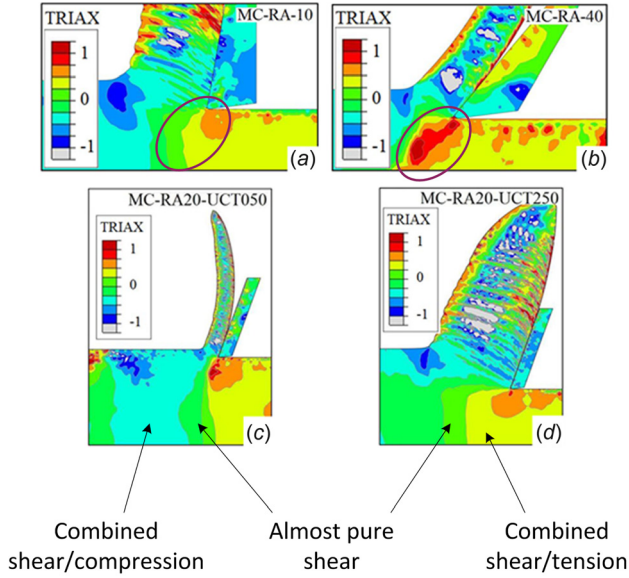 TRIAX
1
0
-1
MC-RA-10
(a)
TRIAX
1
0
-1
MC-RA-40
(b)
MC-RA20-UCT050
TRIAX
1
0
-1
(c)
MC-RA20-UCT250
TRIAX
1
0
-1
(d)
Combined
shear/compression
Almost pure
shear
Combined
shear/tension